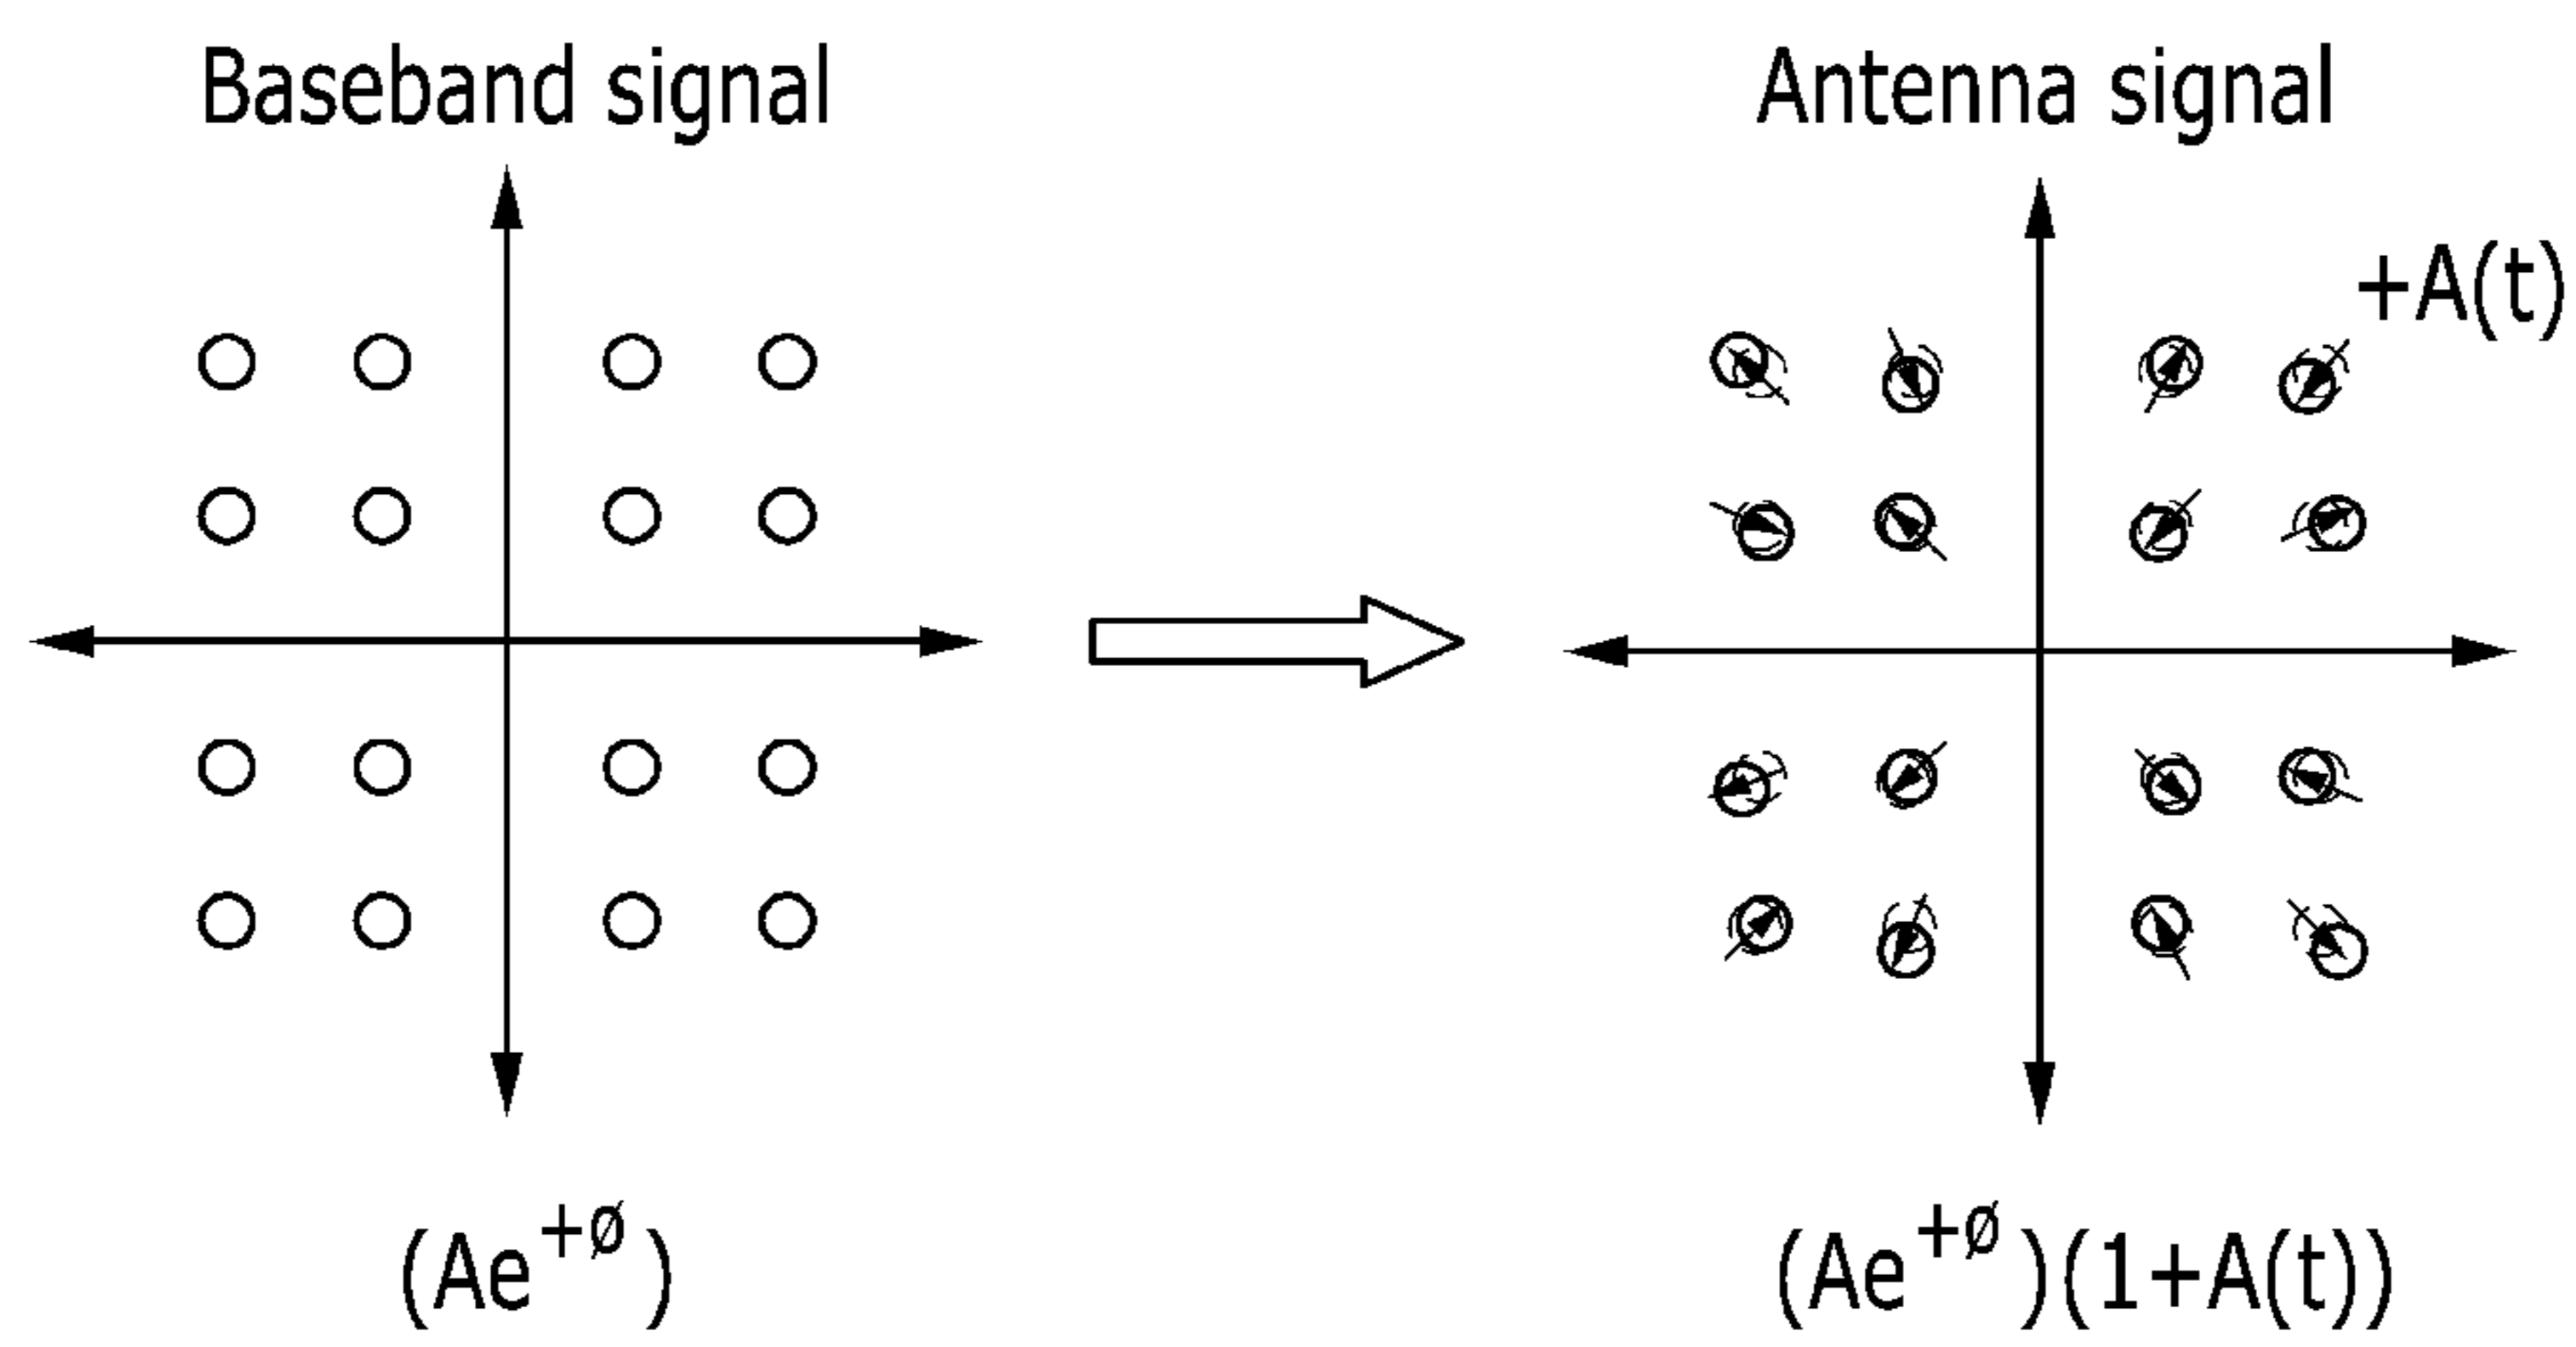 Baseband signal
Antenna signal
+A(t)
(Ae⁺ᶲ)
(Ae⁺ᶲ)(1+A(t))